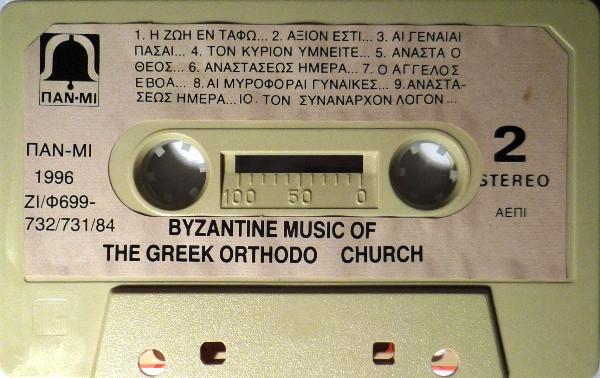 1. Η ΖΩΗ ΕΝ ΤΑΦΩ... 2. ΑΞΙΟΝ ΕΣΤΙ... 3. ΑΙ ΓΕΝΑΙΑΙ
ΠΑΣΑΙ... 4. ΤΟΝ ΚΥΡΙΟΝ ΥΜΝΕΙΤΕ... 5. ΑΝΑΣΤΑ Ο
ΘΕΟΣ... 6. ΑΝΑΣΤΑΣΕΩΣ ΗΜΕΡΑ... 7. Ο ΑΓΓΕΛΟΣ
ΕΒΟΑ... 8. ΑΙ ΜΥΡΟΦΟΡΑΙ ΓΥΝΑΙΚΕΣ... 9. ΑΝΑΣΤΑ-
ΣΕΩΣ ΗΜΕΡΑ... 10. ΤΟΝ ΣΥΝΑΝΑΡΧΟΝ ΛΟΓΟΝ...
ΠΑΝ-ΜΙ
ΠΑΝ-ΜΙ
1996
ΖΙ/Φ699-
732/731/84
100 50 0
2
STEREO
ΑΕΠΙ
BYZANTINE MUSIC OF
THE GREEK ORTHODO CHURCH